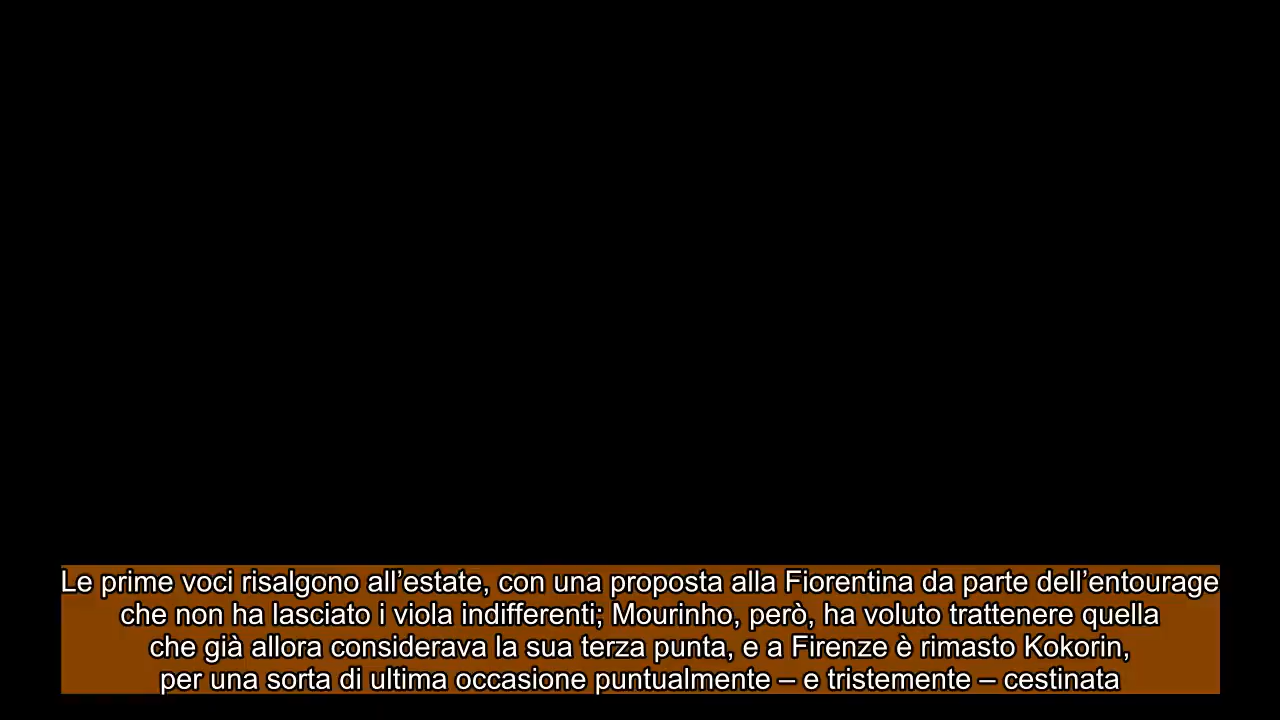 Le prime voci risalgono all’estate, con una proposta alla Fiorentina da parte dell’entourage
che non ha lasciato i viola indifferenti; Mourinho, però, ha voluto trattenere quella
che già allora considerava la sua terza punta, e a Firenze è rimasto Kokorin,
per una sorta di ultima occasione puntualmente – e tristemente – cestinata